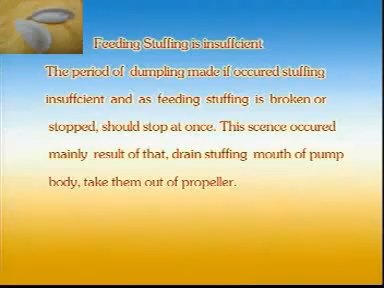 Feeding Stuffing is insuffcient
The period of dumpling made if occured stuffing
insuffcient and as feeding stuffing is broken or
stopped, should stop at once. This scence occured
mainly result of that, drain stuffing mouth of pump
body, take them out of propeller.